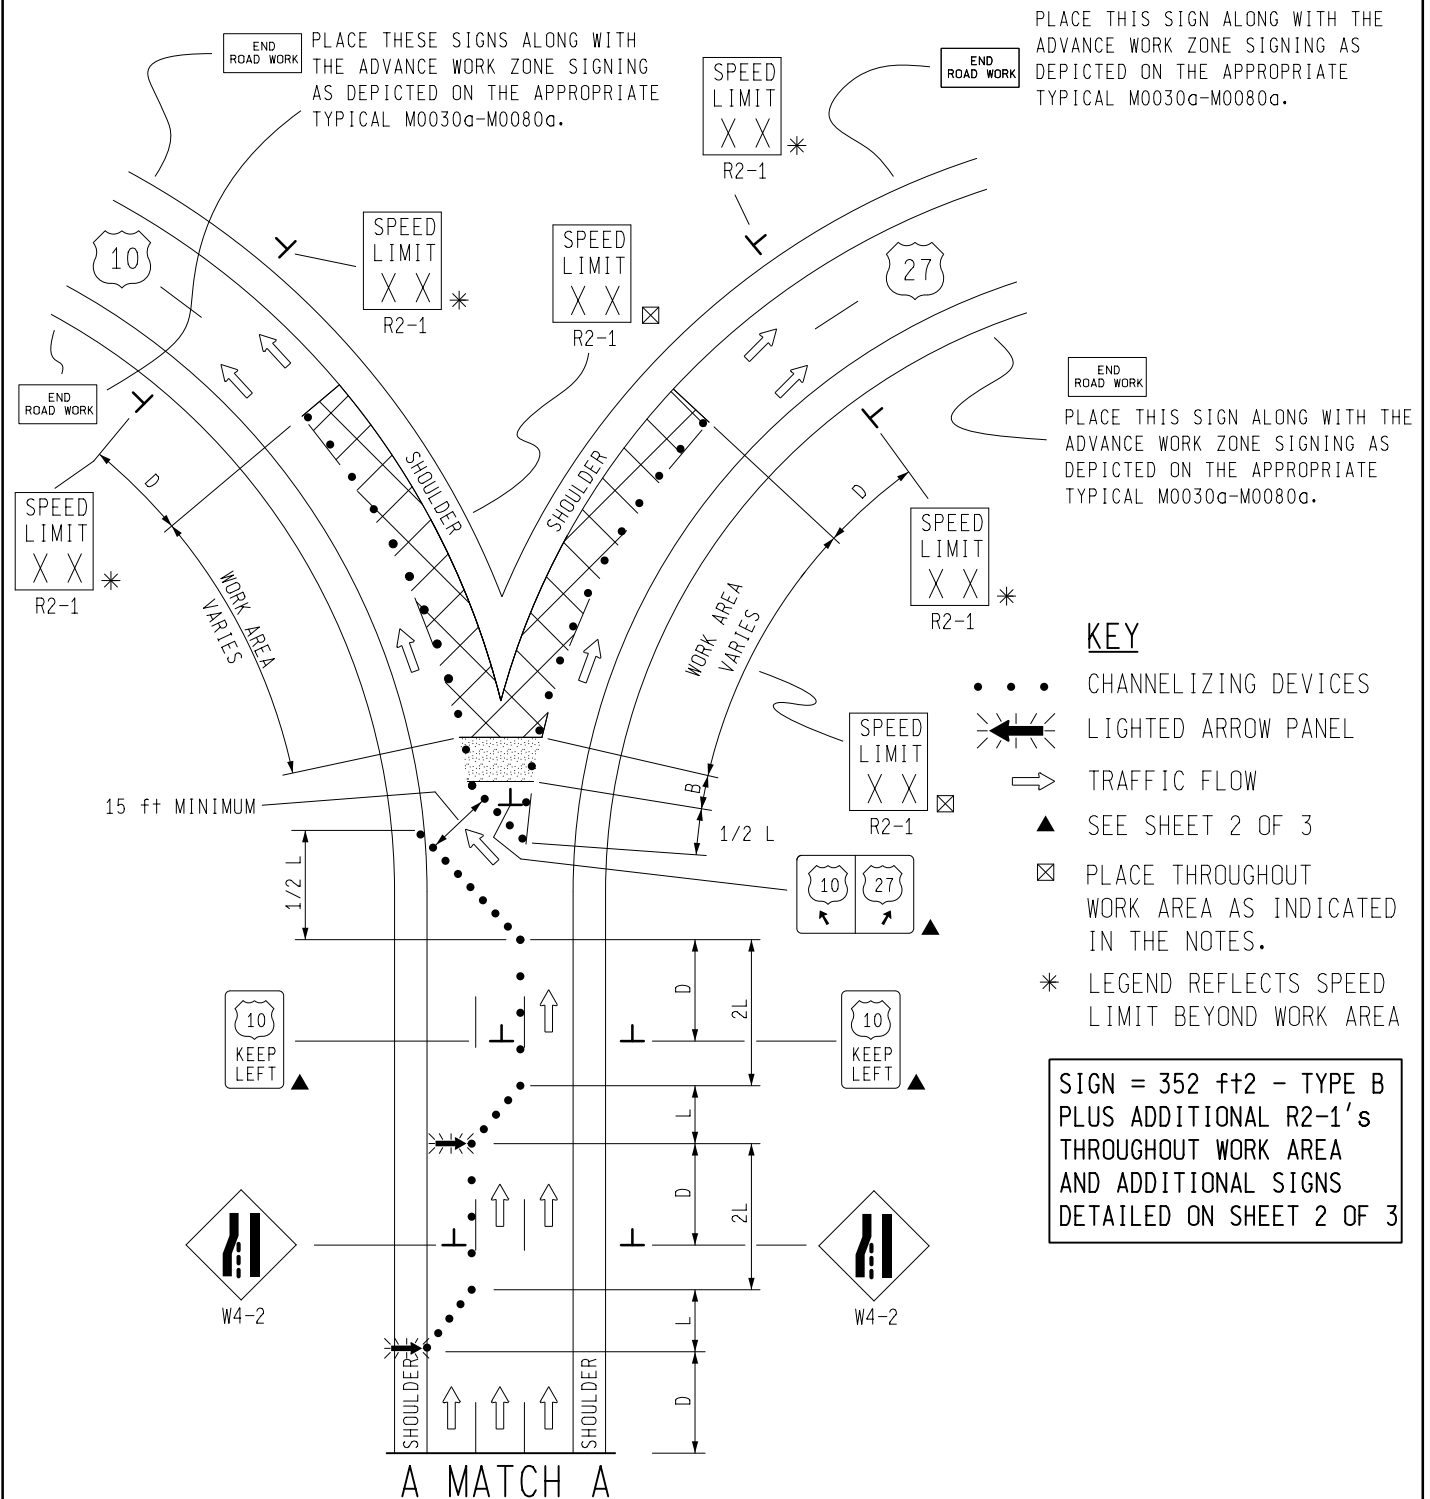 END
ROAD WORK
PLACE THESE SIGNS ALONG WITH
THE ADVANCE WORK ZONE SIGNING
AS DEPICTED ON THE APPROPRIATE
TYPICAL M0030a-M0080a.
SPEED
LIMIT
X X
R2-1
END
ROAD WORK
PLACE THIS SIGN ALONG WITH THE
ADVANCE WORK ZONE SIGNING AS
DEPICTED ON THE APPROPRIATE
TYPICAL M0030a-M0080a.
10
SPEED
LIMIT
X X
R2-1
SPEED
LIMIT
X X
R2-1
27
END
ROAD WORK
END
ROAD WORK
PLACE THIS SIGN ALONG WITH THE
ADVANCE WORK ZONE SIGNING AS
DEPICTED ON THE APPROPRIATE
TYPICAL M0030a-M0080a.
D
SHOULDER
SHOULDER
D
SPEED
LIMIT
X X
R2-1
SPEED
LIMIT
X X
R2-1
WORK AREA
VARIES
WORK AREA
VARIES
KEY
CHANNELIZING DEVICES
LIGHTED ARROW PANEL
TRAFFIC FLOW
SEE SHEET 2 OF 3
PLACE THROUGHOUT
WORK AREA AS INDICATED
IN THE NOTES.
LEGEND REFLECTS SPEED
LIMIT BEYOND WORK AREA
SPEED
LIMIT
X X
R2-1
B
15 ft MINIMUM
1/2 L
1/2 L
10
27
D
2L
10
KEEP
LEFT
10
KEEP
LEFT
L
D
2L
W4-2
W4-2
L
D
SHOULDER
SHOULDER
SIGN = 352 ft2 - TYPE B
PLUS ADDITIONAL R2-1's
THROUGHOUT WORK AREA
AND ADDITIONAL SIGNS
DETAILED ON SHEET 2 OF 3
A MATCH A